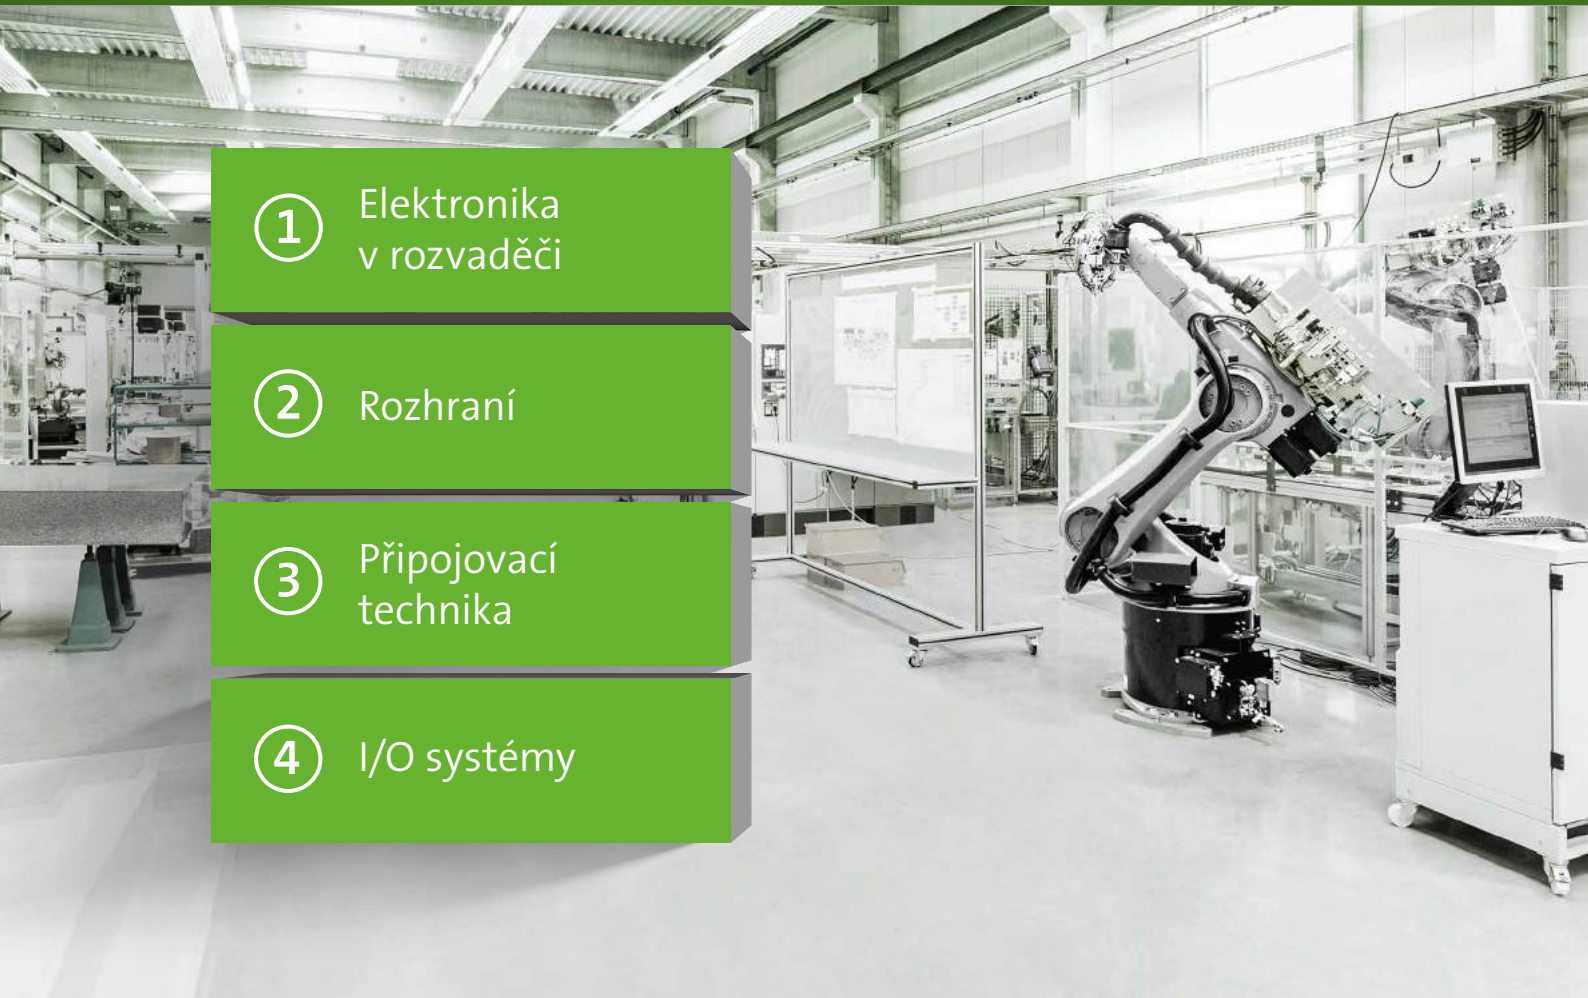 1
Elektronika
v rozvaděči
2
Rozhraní
3
Připojovací
technika
4
I/O systémy